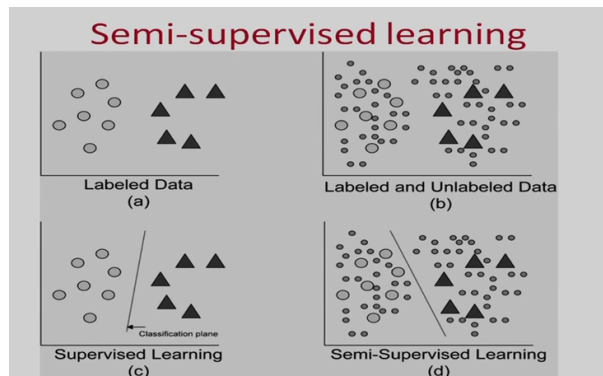 Semi-supervised learning
Labeled Data
(a)
Labeled and Unlabeled Data
(b)
Classification plane
Supervised Learning
(c)
Semi-Supervised Learning
(d)